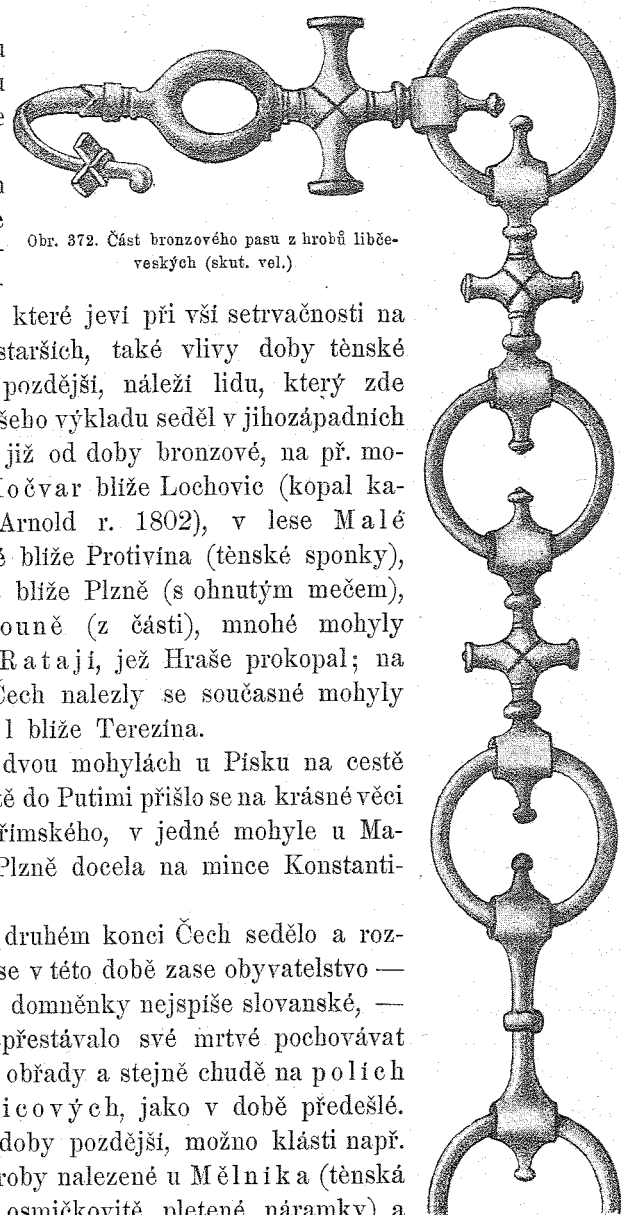 Obr. 372. Část bronzového pasu z hrobů libče-
veských (skut. vel.)
které jeví při vší setrvačnosti na
starších, také vlivy doby tènské
pozdější, náleží lidu, který zde
šeho výkladu seděl v jihozápadních
již od doby bronzové, na př. mo-
očvar blíže Lochovic (kopal ka-
Arnold r. 1802), v lese Malé
blíže Protivína (tènské sponky),
blíže Plzně (s ohnutým mečem),
ouně (z části), mnohé mohyly
Ratají, jež Hraše prokopal; na
Čech nalezly se současné mohyly
l blíže Terezína.
dvou mohylách u Písku na cestě
tě do Putimi přišlo se na krásné věci
římského, v jedné mohyle u Ma-
Plzně docela na mince Konstanti-
druhém konci Čech sedělo a roz-
se v této době zase obyvatelstvo —
domněnky nejspíše slovanské, —
přestávalo své mrtvé pochovávat
obřady a stejně chudě na polích
icových, jako v době předešlé.
doby pozdější, možno klásti např.
roby nalezené u Mělníka (tènská
osmičkovitě pletené náramky) a